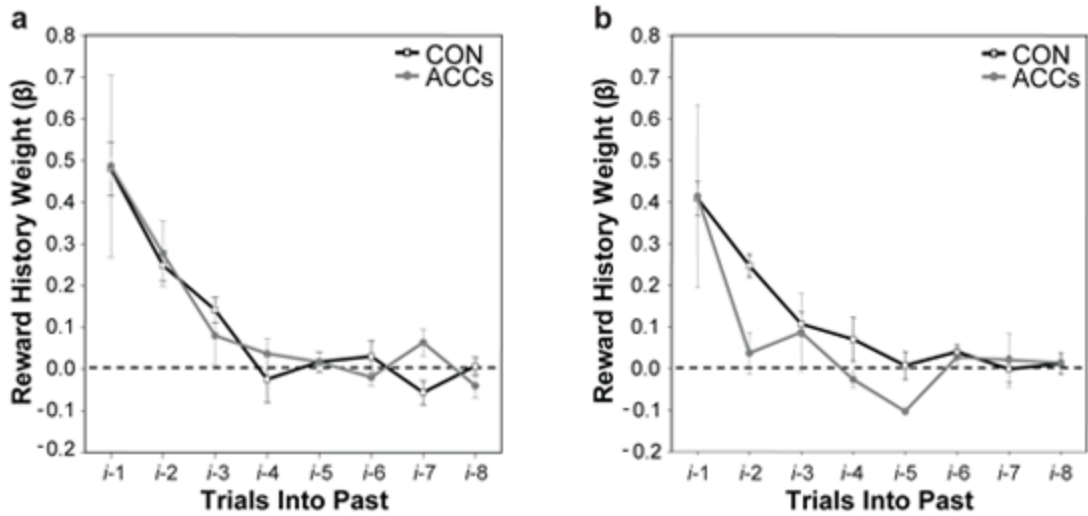 a
Reward History Weight (β)
0.8
0.7
0.6
0.5
0.4
0.3
0.2
0.1
0.0
-0.1
-0.2
CON
ACCs
i-1 i-2 i-3 i-4 i-5 i-6 i-7 i-8
Trials Into Past
b
Reward History Weight (β)
0.8
0.7
0.6
0.5
0.4
0.3
0.2
0.1
0.0
-0.1
-0.2
CON
ACCs
i-1 i-2 i-3 i-4 i-5 i-6 i-7 i-8
Trials Into Past